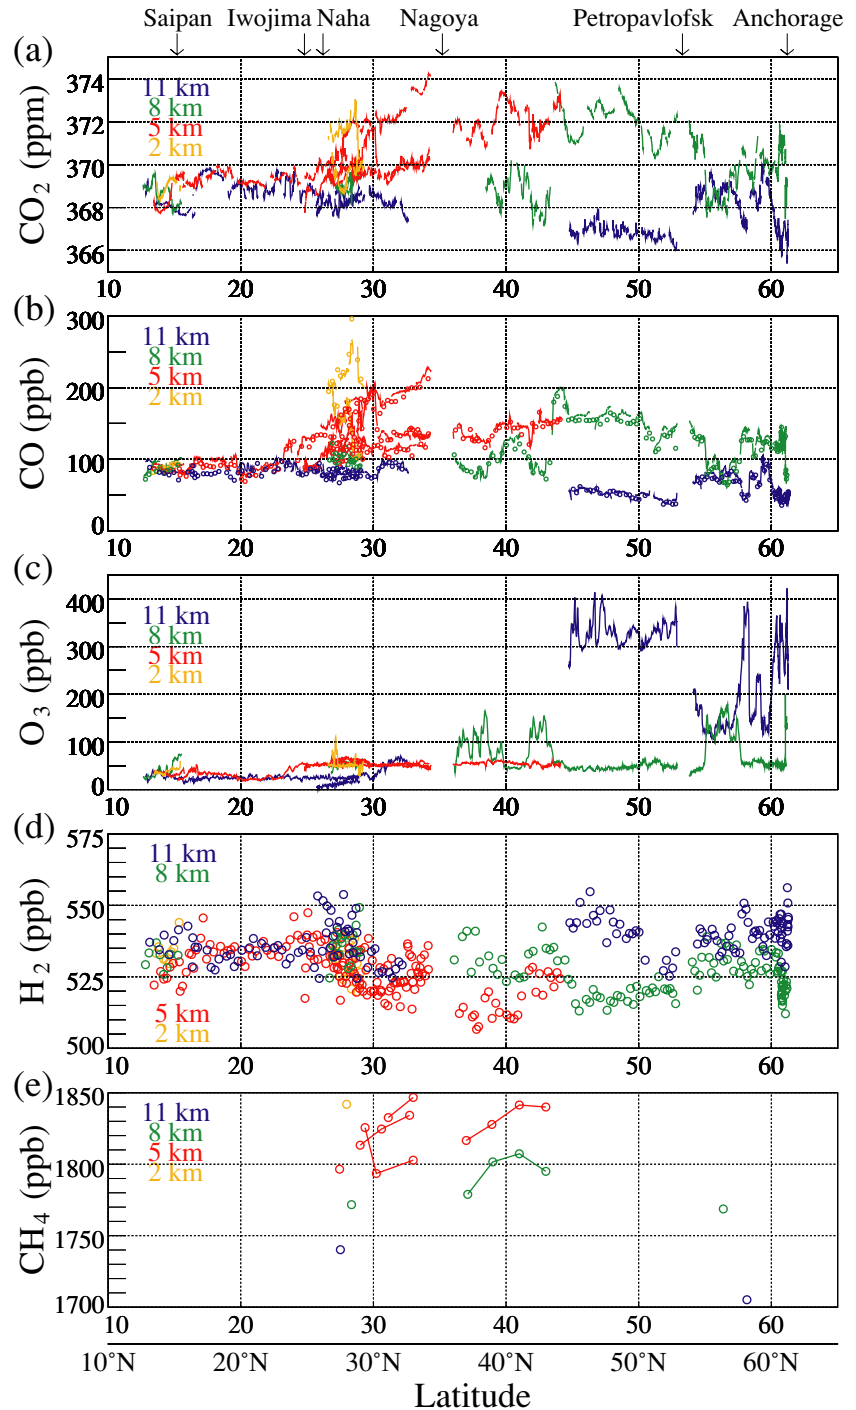 Saipan Iwojima Naha Nagoya Petropavlofsk Anchorage
(a)
CO2 (ppm)
374
372
370
368
366
11 km
8 km
5 km
2 km
10 20 30 40 50 60
(b)
CO (ppb)
300
200
100
0
11 km
8 km
5 km
2 km
10 20 30 40 50 60
(c)
O3 (ppb)
400
300
200
100
0
11 km
8 km
5 km
2 km
10 20 30 40 50 60
(d)
H2 (ppb)
575
550
525
500
11 km
8 km
5 km
2 km
10 20 30 40 50 60
(e)
CH4 (ppb)
1850
1800
1750
1700
11 km
8 km
5 km
2 km
10 20 30 40 50 60
10°N 20°N 30°N 40°N 50°N 60°N
Latitude